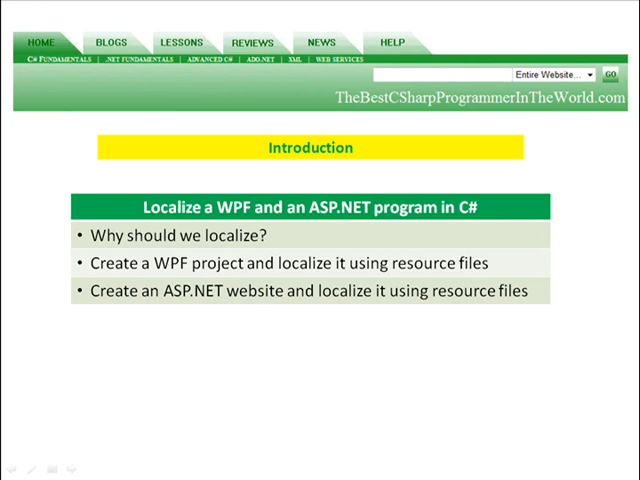 HOME BLOGS LESSONS REVIEWS NEWS HELP
C# FUNDAMENTALS | .NET FUNDAMENTALS | ADVANCED C# | ADO.NET | XML | WEB SERVICES
Entire Website... GO
TheBestCSharpProgrammerInTheWorld.com
Introduction
Localize a WPF and an ASP.NET program in C#
• Why should we localize?
• Create a WPF project and localize it using resource files
• Create an ASP.NET website and localize it using resource files